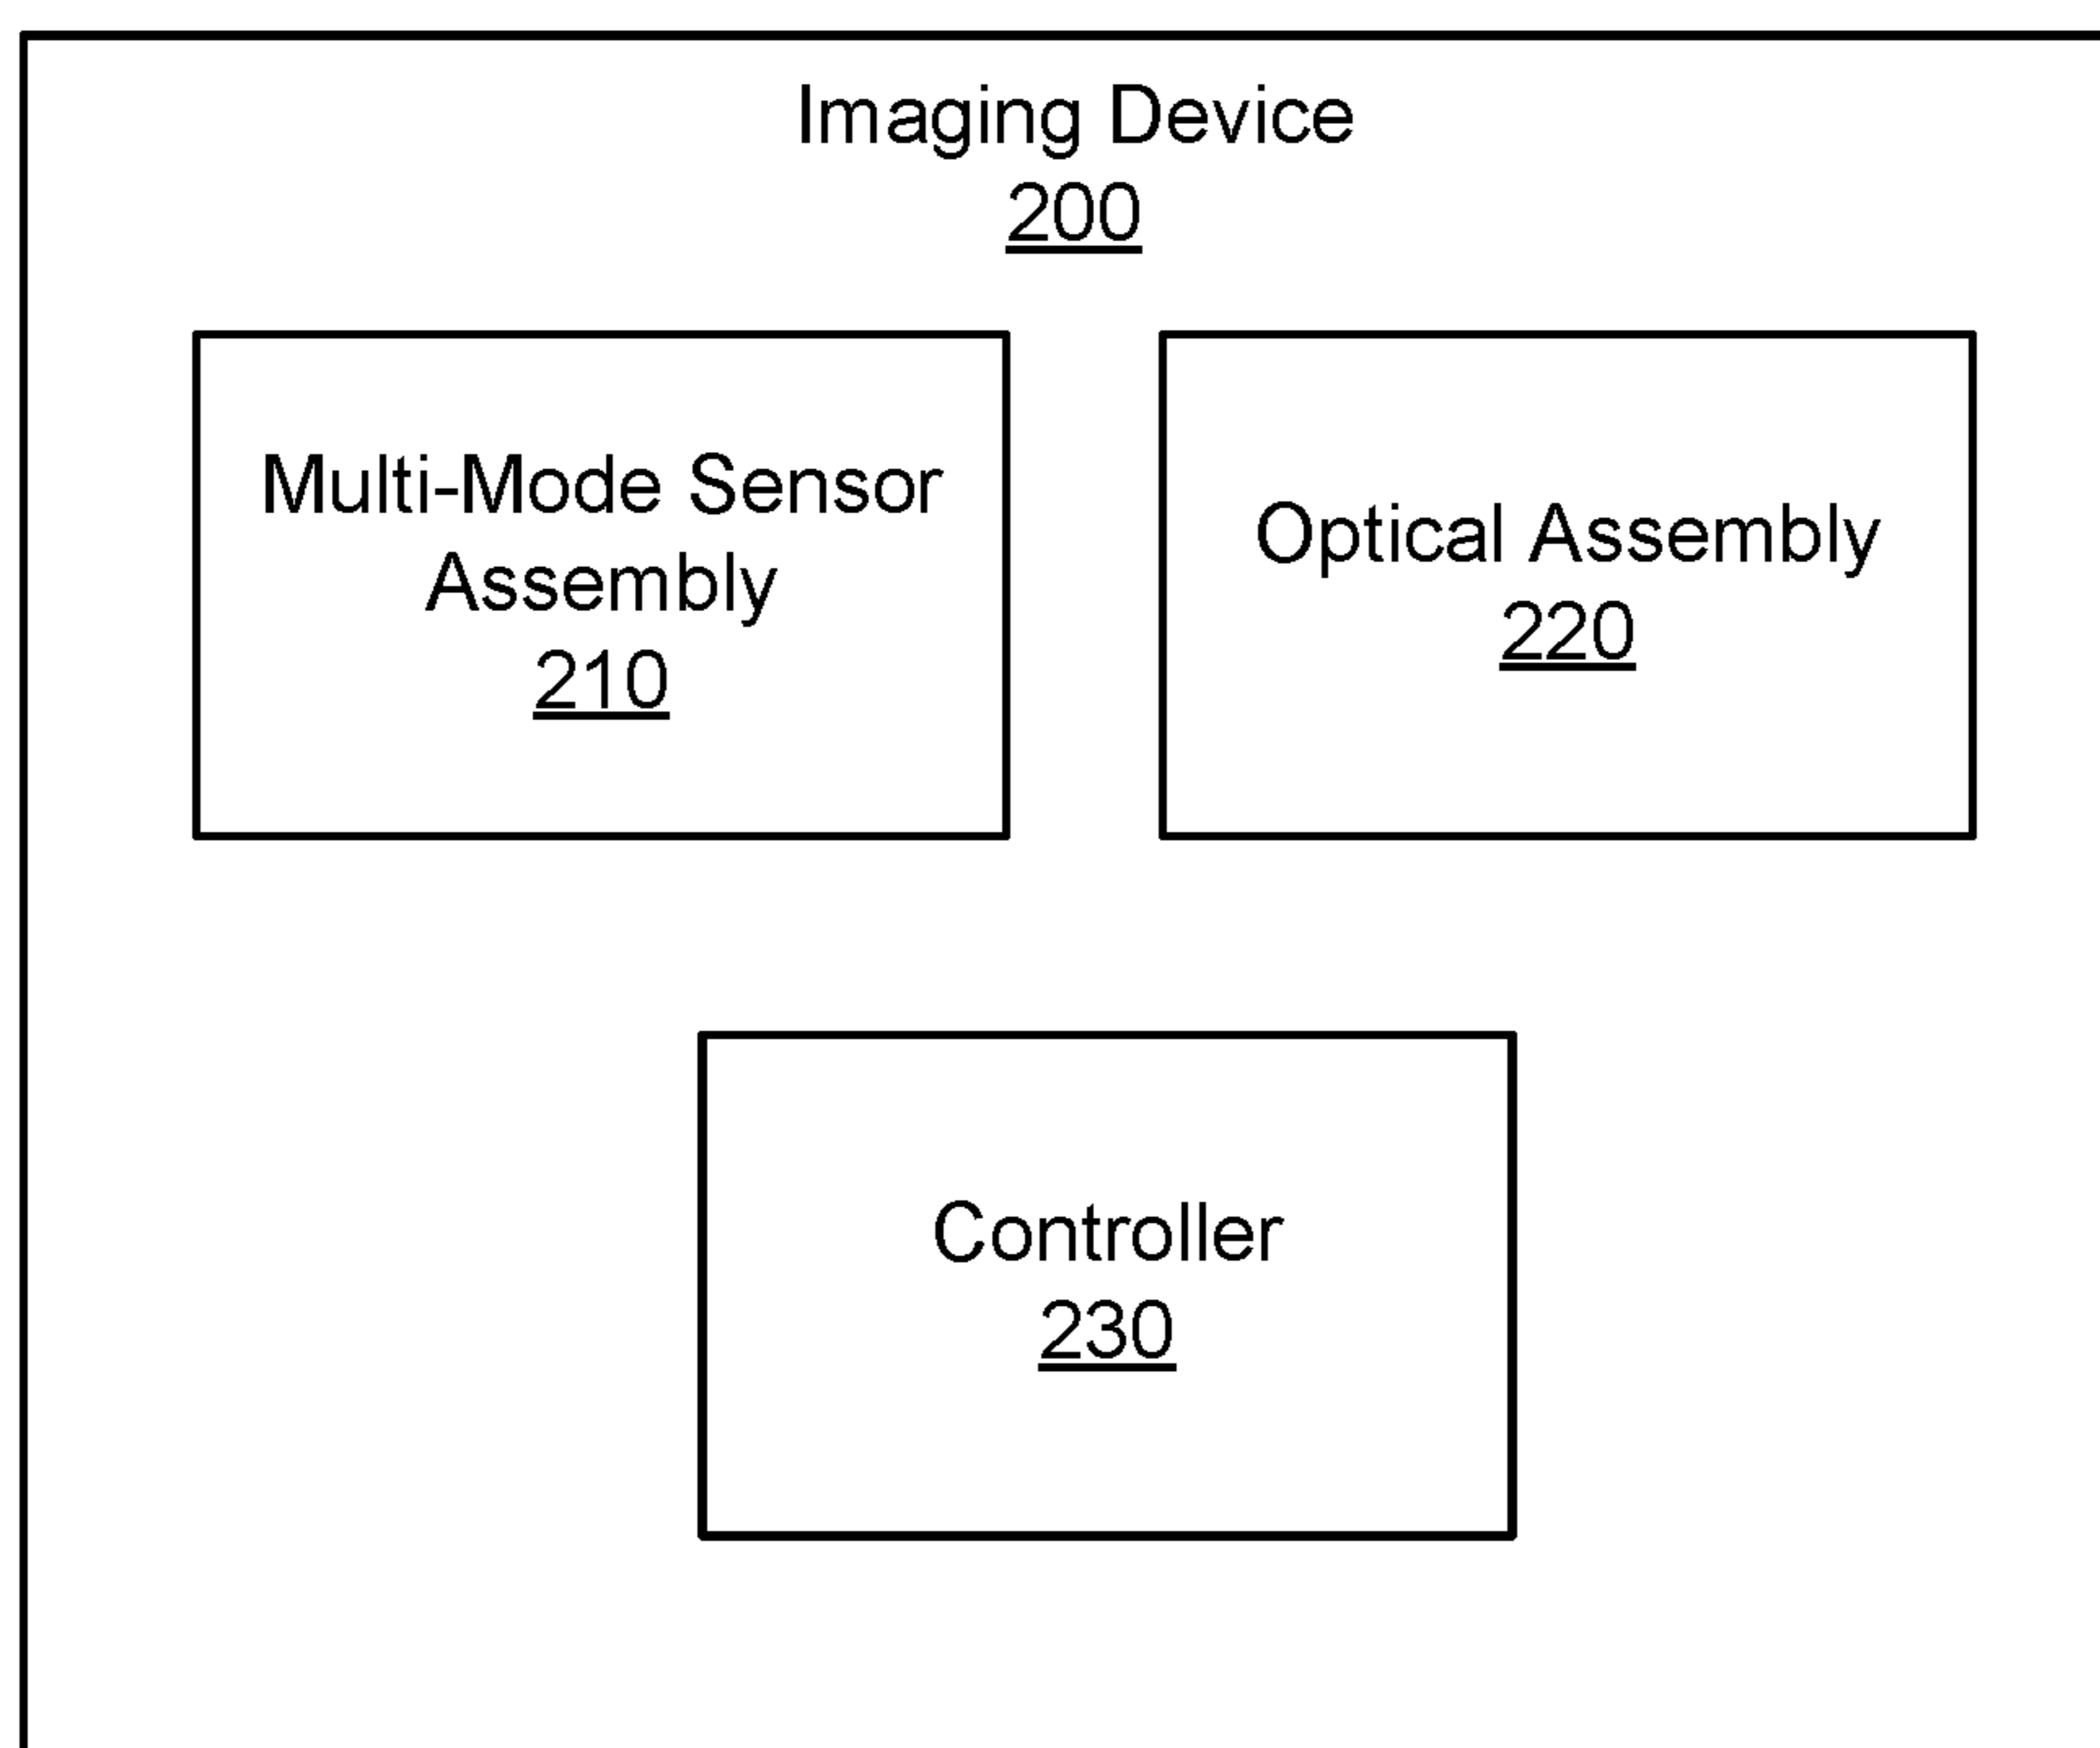 Imaging Device
200
Multi-Mode Sensor
Assembly
210
Optical Assembly
220
Controller
230